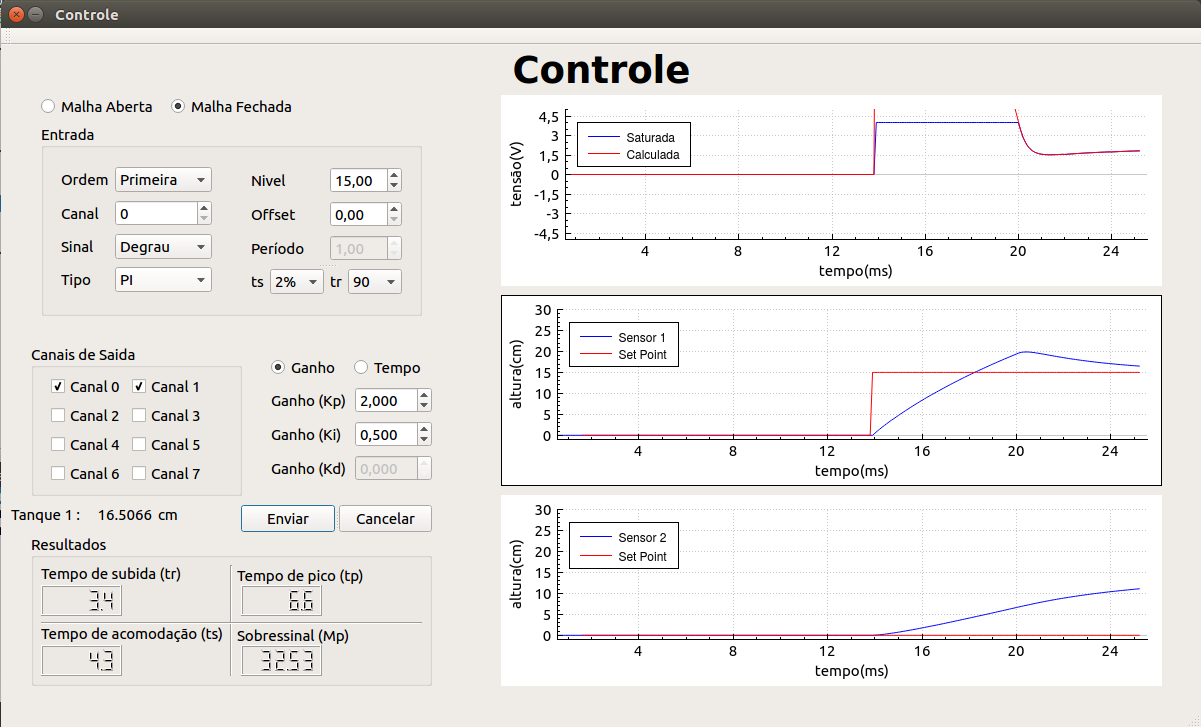 Controle
Controle
Malha Aberta Malha Fechada
Entrada
Ordem Primeira Nivel 15,00
Canal 0 Offset 0,00
Sinal Degrau Período 1,00
Tipo PI ts 2% tr 90
Canais de Saida
Canal 0 Canal 1
Canal 2 Canal 3
Canal 4 Canal 5
Canal 6 Canal 7
Ganho Tempo
Ganho (Kp) 2,000
Ganho (Ki) 0,500
Ganho (Kd) 0,000
Tanque 1 : 16.5066 cm
Enviar Cancelar
Resultados
Tempo de subida (tr) Tempo de pico (tp)
3.4 6.6
Tempo de acomodação (ts) Sobressinal (Mp)
4.3 32.53
tensão(V)
4,5
3
1,5
0
-1,5
-3
-4,5
Saturada
Calculada
4 8 12 16 20 24
tempo(ms)
altura(cm)
30
25
20
15
10
5
0
Sensor 1
Set Point
4 8 12 16 20 24
tempo(ms)
altura(cm)
30
25
20
15
10
5
0
Sensor 2
Set Point
4 8 12 16 20 24
tempo(ms)